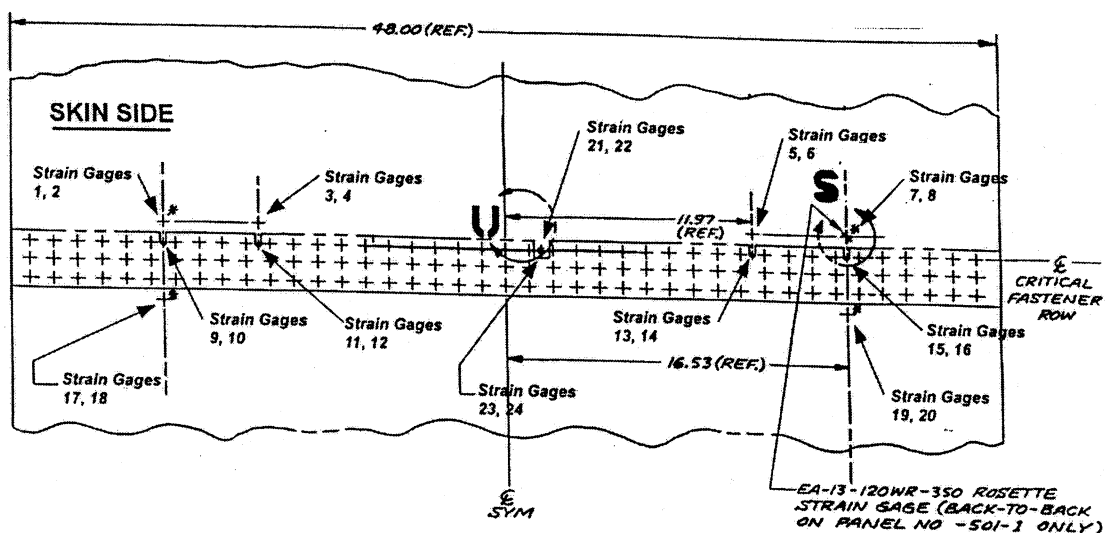 48.00 (REF.)
SKIN SIDE
Strain Gages
1, 2
Strain Gages
3, 4
Strain Gages
21, 22
Strain Gages
5, 6
Strain Gages
7, 8
S
U
11.97
(REF.)
℄
CRITICAL
FASTENER
ROW
Strain Gages
9, 10
Strain Gages
11, 12
Strain Gages
13, 14
Strain Gages
15, 16
16.53 (REF.)
Strain Gages
17, 18
Strain Gages
23, 24
Strain Gages
19, 20
℄
SYM
EA-13-120WR-350 ROSETTE
STRAIN GAGE (BACK-TO-BACK
ON PANEL NO -501-1 ONLY)